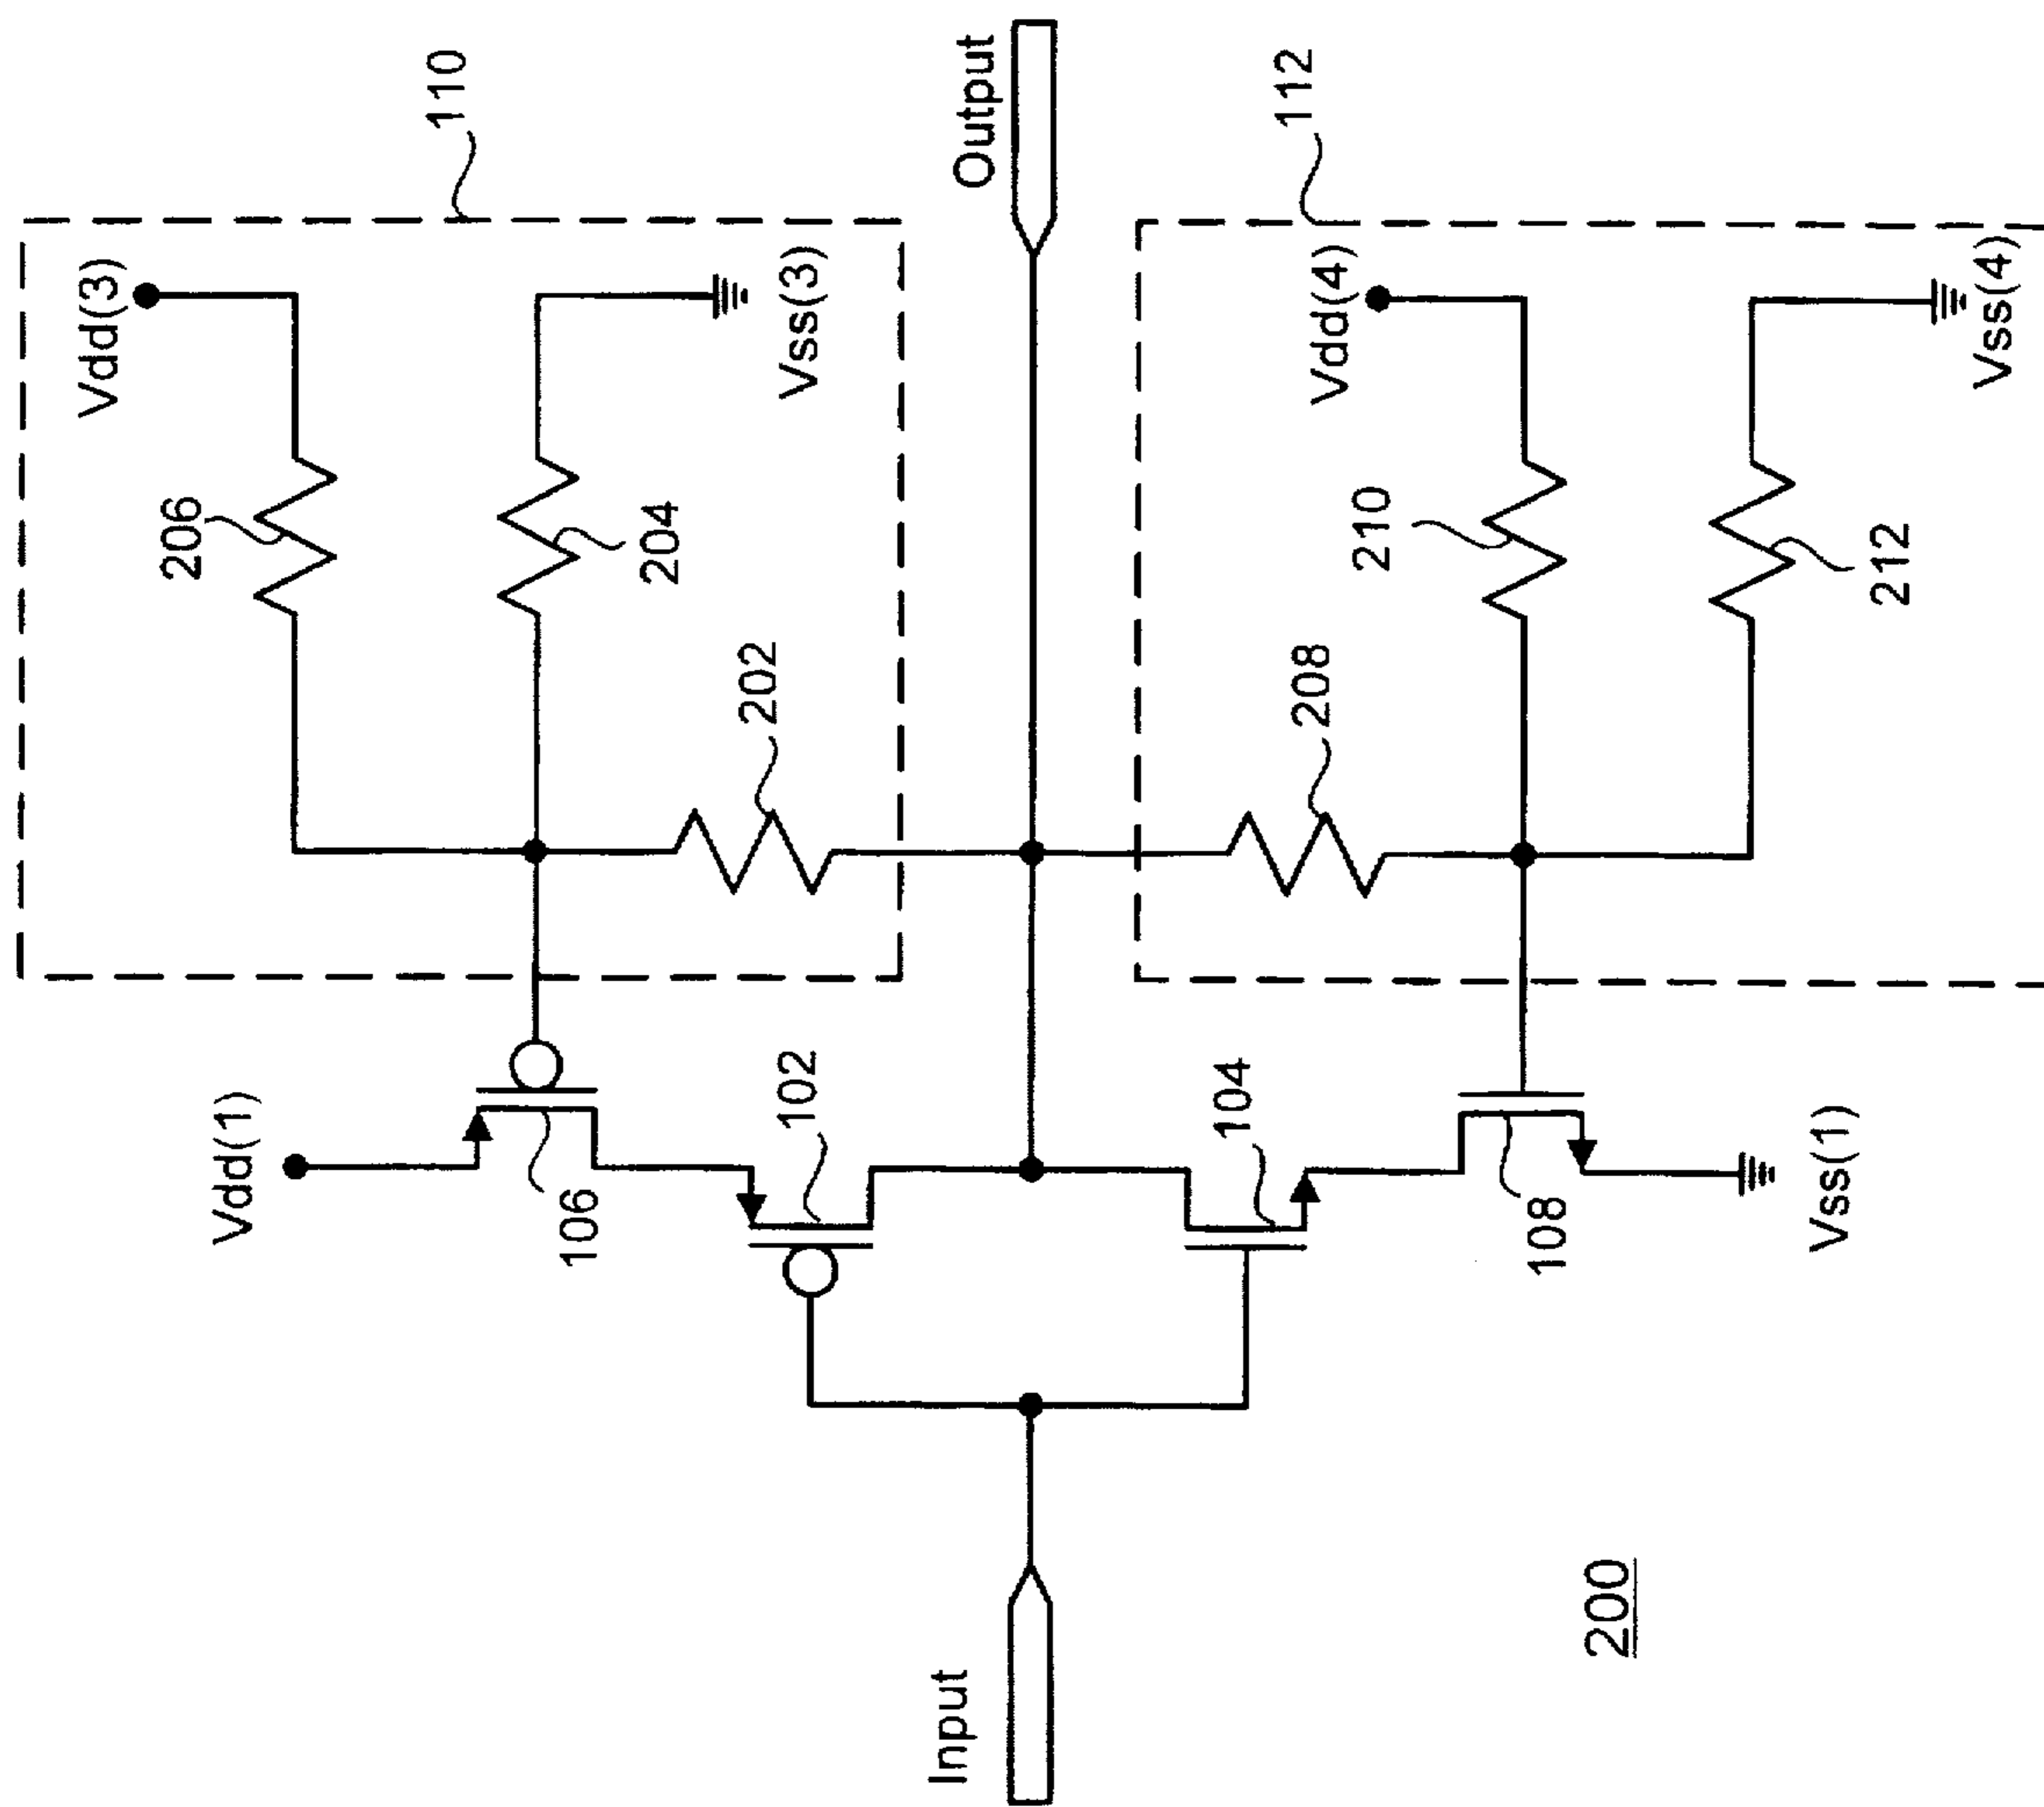 110
Vdd(3)
206
204
Vss(3)
202
Output
112
Vdd(4)
210
208
212
Vss(4)
Vdd(1)
106
102
104
108
Vss(1)
Input
200